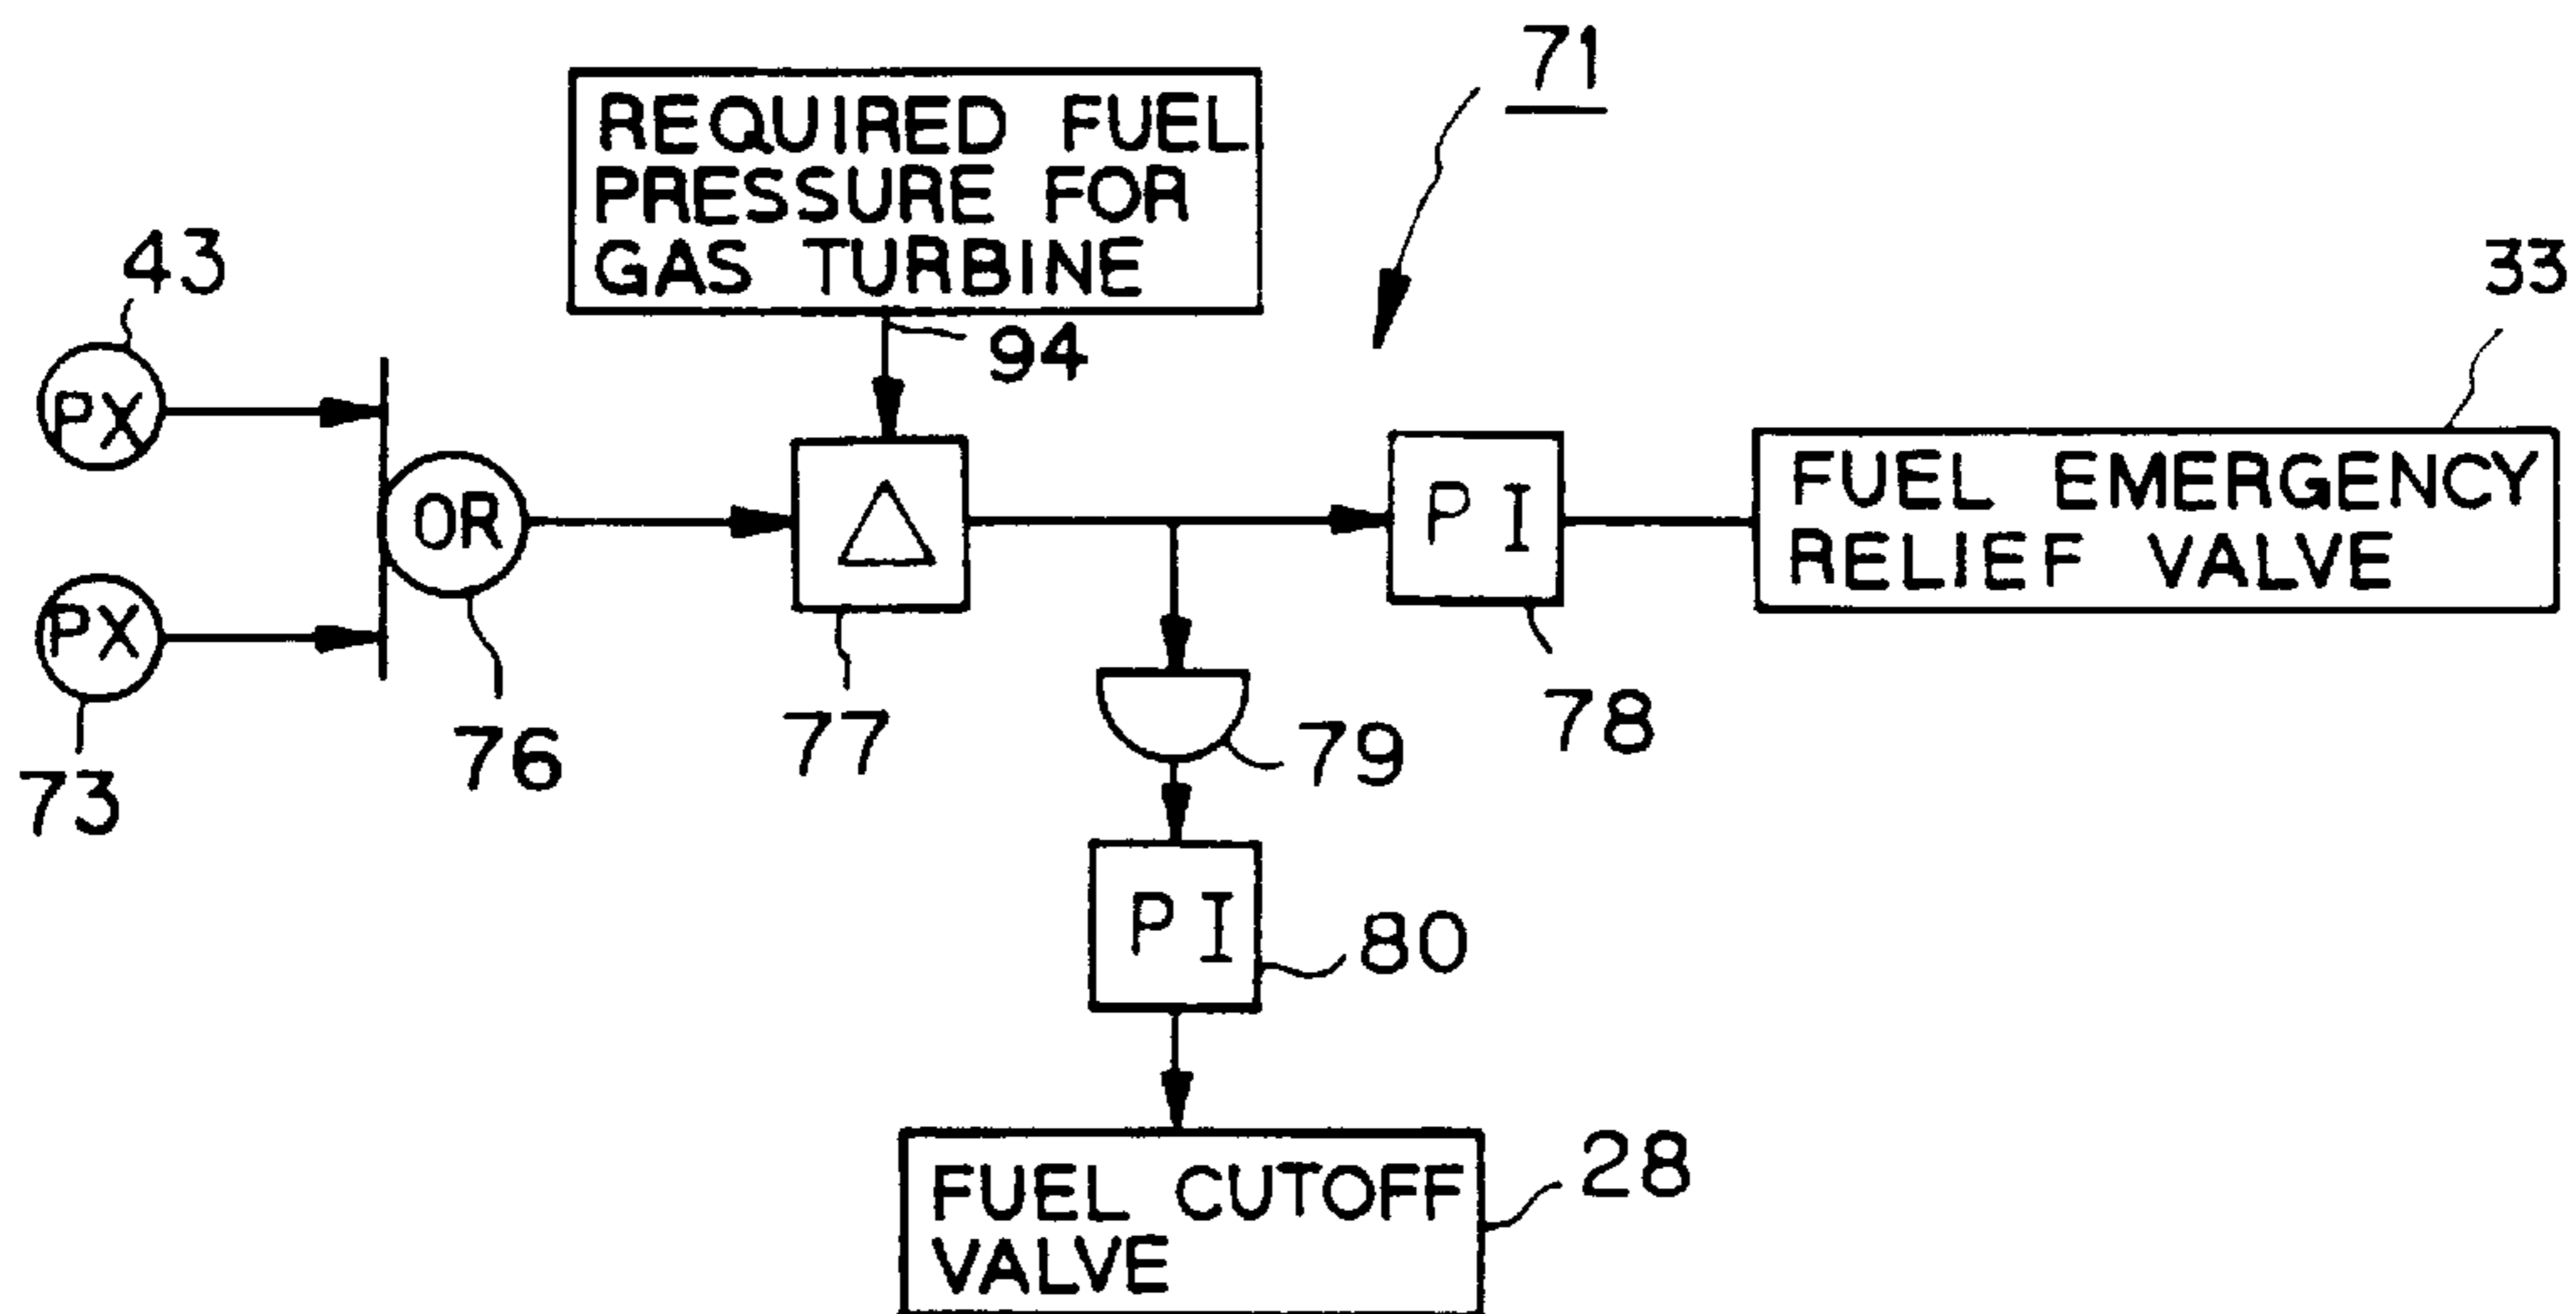 71
REQUIRED FUEL
PRESSURE FOR
GAS TURBINE
43
33
94
PX
OR
PI
FUEL EMERGENCY
RELIEF VALVE
PX
73
76
77
79
78
PI
80
FUEL CUTOFF
VALVE
28